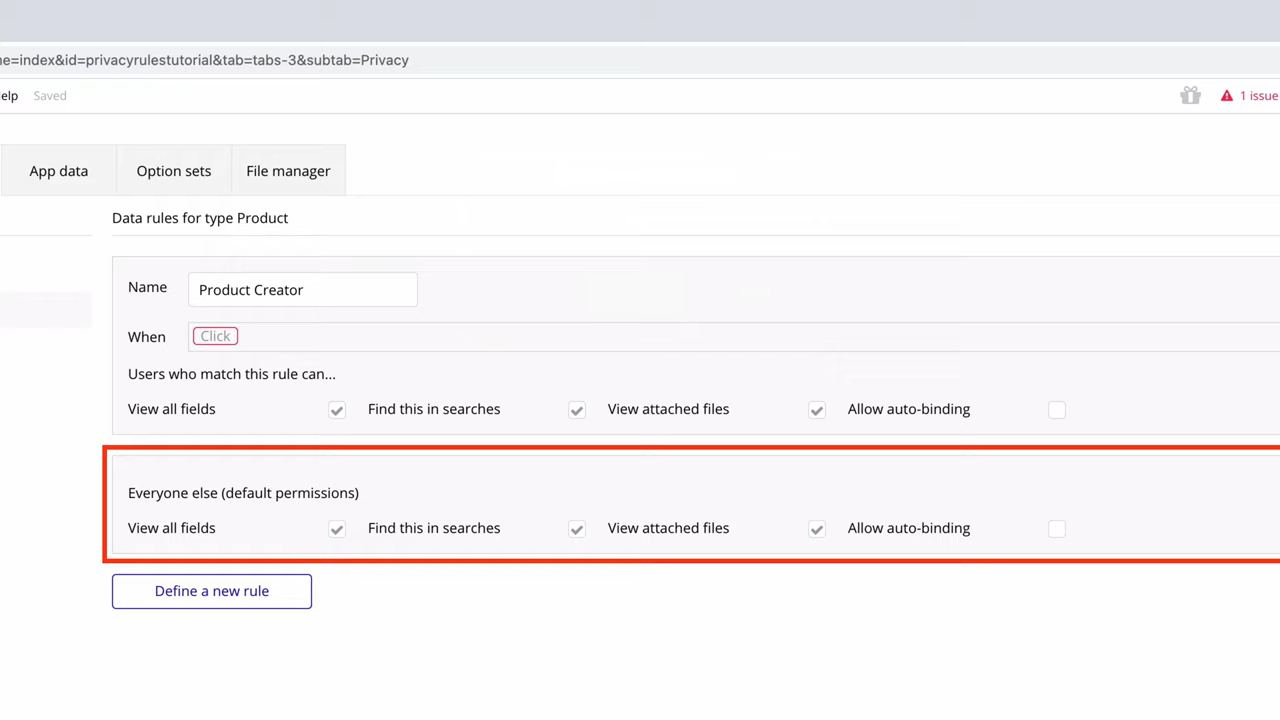 ne=index&id=privacyrulestutorial&tab=tabs-3&subtab=Privacy
elp Saved 1 issue
App data Option sets File manager
Data rules for type Product
Name Product Creator
When Click
Users who match this rule can...
View all fields Find this in searches View attached files Allow auto-binding
Everyone else (default permissions)
View all fields Find this in searches View attached files Allow auto-binding
Define a new rule